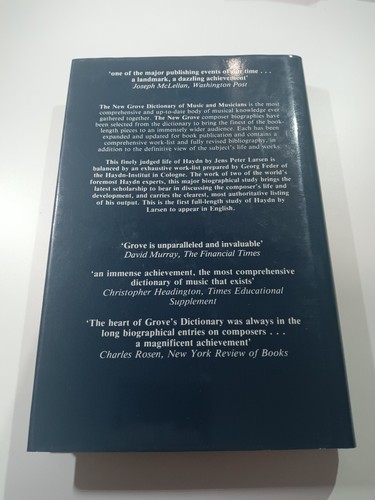 ‘one of the major publishing events of our time . . .
a landmark, a dazzling achievement’
Joseph McLellan, Washington Post
The New Grove Dictionary of Music and Musicians is the most
comprehensive and up-to-date body of musical knowledge ever
gathered together. The New Grove composer biographies have
been selected from the dictionary to bring the finest of the book-
length pieces to an immensely wider audience. Each has been
expanded and updated for book publication and contains a
comprehensive work-list and fully revised bibliography, in
addition to the definitive view of the subject's life and works.
This finely judged life of Haydn by Jens Peter Larsen is
balanced by an exhaustive work-list prepared by Georg Feder of
the Haydn-Institut in Cologne. The work of two of the world's
foremost Haydn experts, this major biographical study brings the
latest scholarship to bear in discussing the composer's life and
development, and carries the clearest, most authoritative listing
of his output. This is the first full-length study of Haydn by
Larsen to appear in English.
‘Grove is unparalleled and invaluable’
David Murray, The Financial Times
‘an immense achievement, the most comprehensive
dictionary of music that exists’
Christopher Headington, Times Educational
Supplement
‘The heart of Grove's Dictionary was always in the
long biographical entries on composers . . .
a magnificent achievement’
Charles Rosen, New York Review of Books